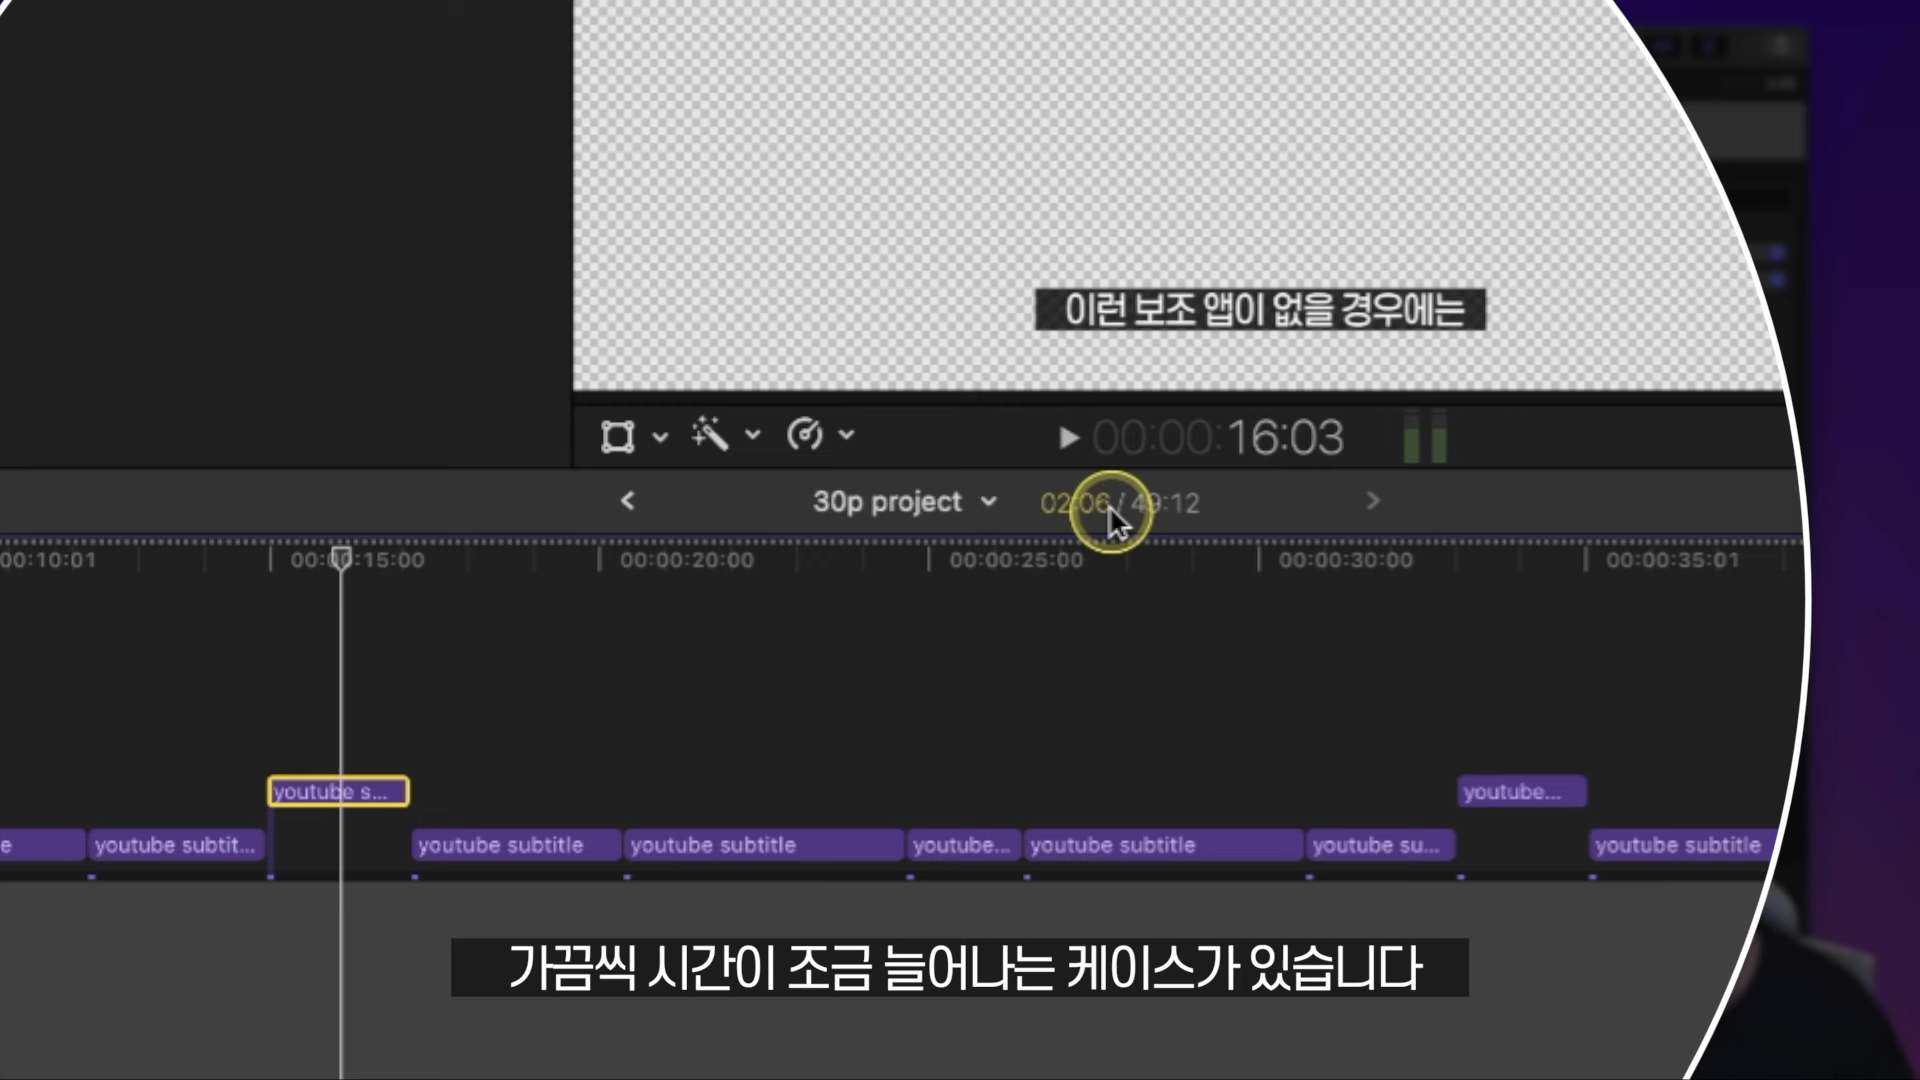 이런 보조 앱이 없을 경우에는
00:00:16:03
30p project 02:06 / 49:12
00:10:01 00:00:15:00 00:00:20:00 00:00:25:00 00:00:30:00 00:00:35:01
youtube s... youtube...
e youtube subtit... youtube subtitle youtube subtitle youtube... youtube subtitle youtube su... youtube subtitle
가끔씩 시간이 조금 늘어나는 케이스가 있습니다